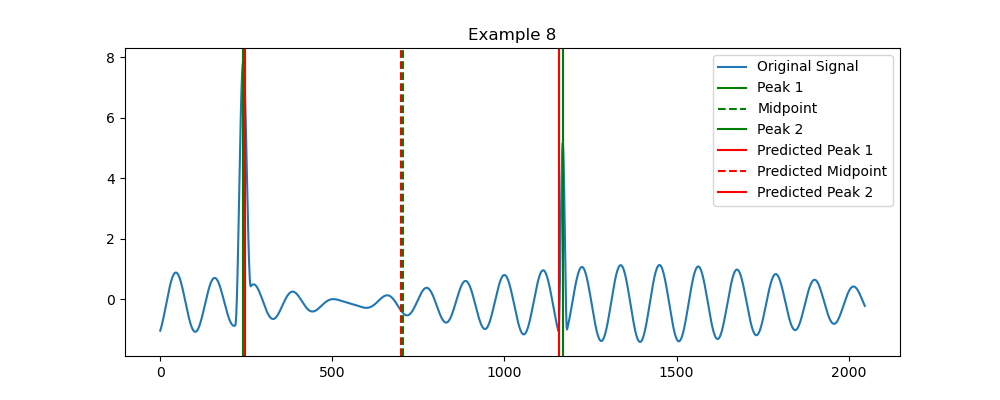 Example 8
8
6
4
2
0
0
500
1000
1500
2000
Original Signal
Peak 1
Midpoint
Peak 2
Predicted Peak 1
Predicted Midpoint
Predicted Peak 2